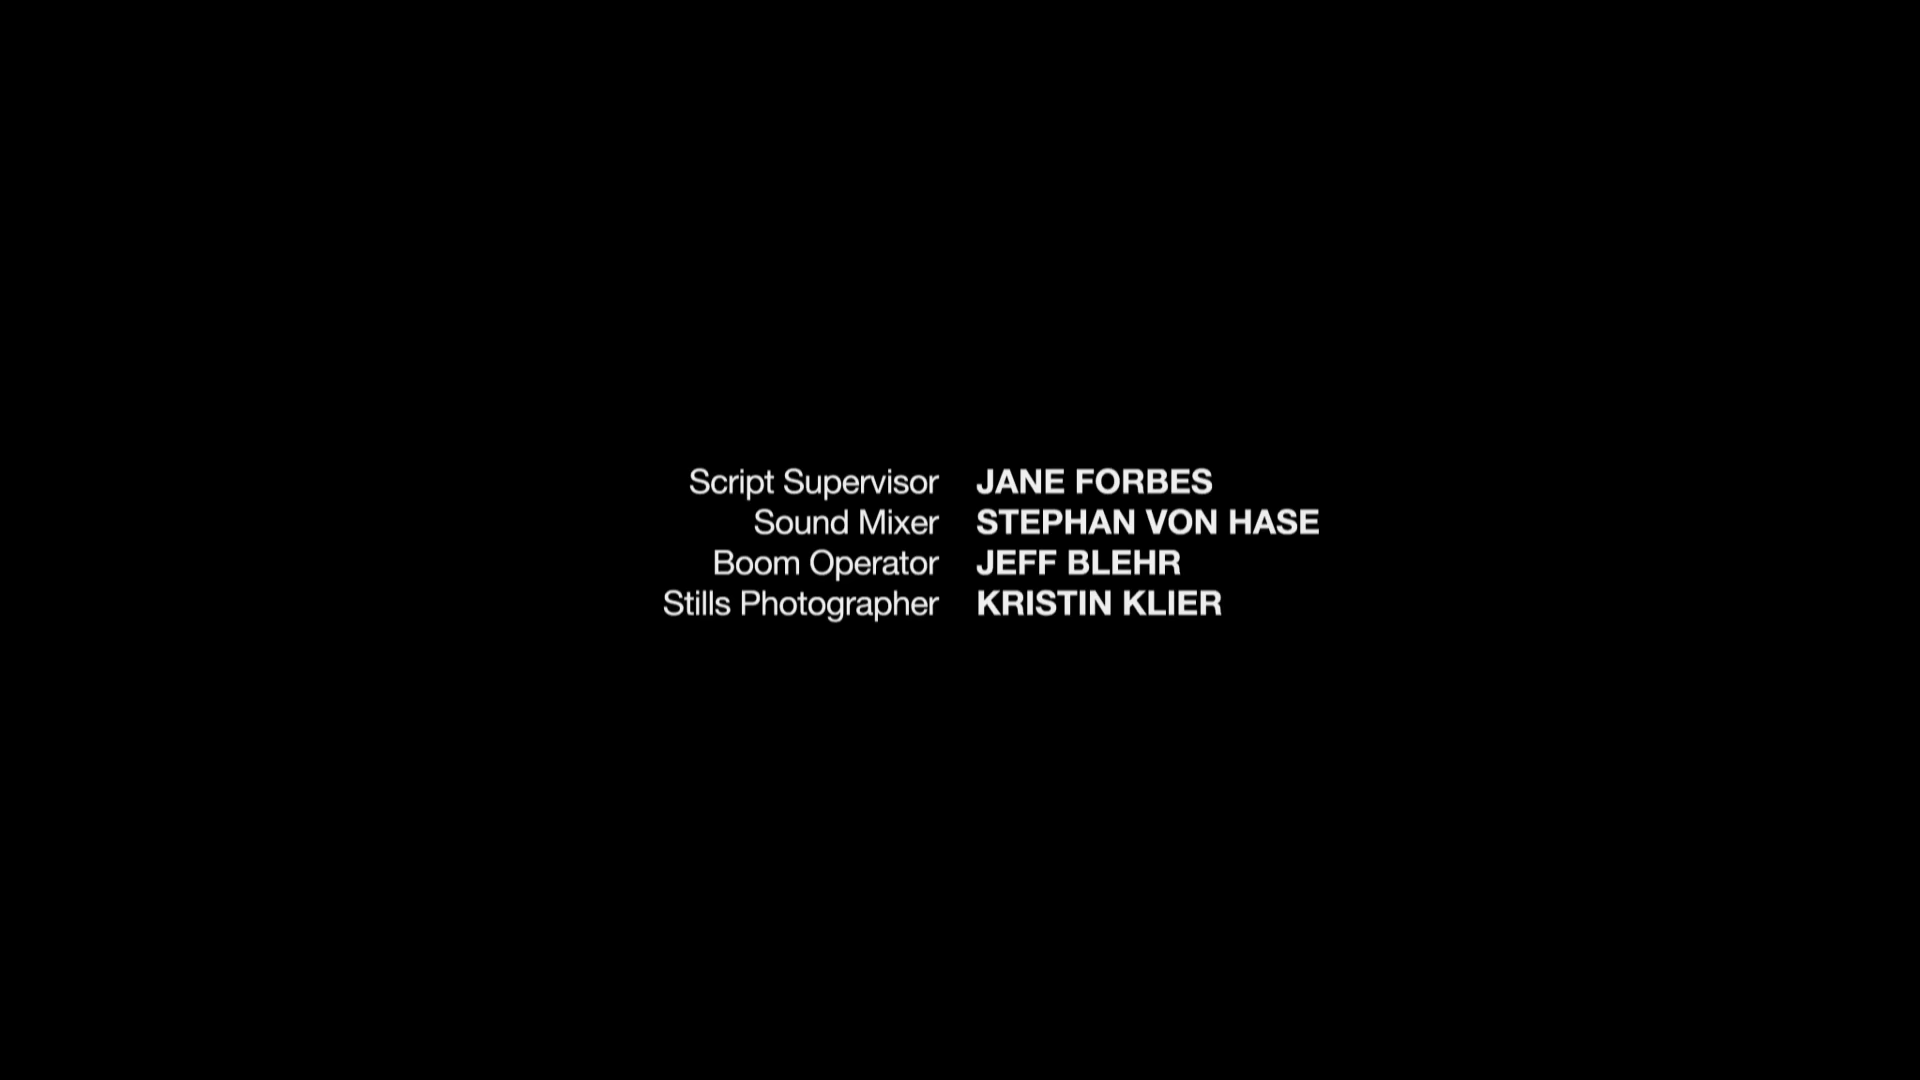 Script Supervisor JANE FORBES
Sound Mixer STEPHAN VON HASE
Boom Operator JEFF BLEHR
Stills Photographer KRISTIN KLIER